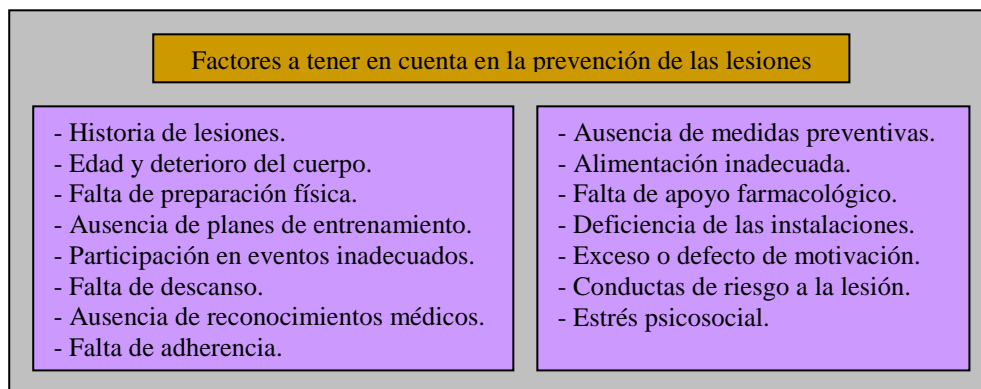 Factores a tener en cuenta en la prevención de las lesiones
- Historia de lesiones.
- Edad y deterioro del cuerpo.
- Falta de preparación física.
- Ausencia de planes de entrenamiento.
- Participación en eventos inadecuados.
- Falta de descanso.
- Ausencia de reconocimientos médicos.
- Falta de adherencia.
- Ausencia de medidas preventivas.
- Alimentación inadecuada.
- Falta de apoyo farmacológico.
- Deficiencia de las instalaciones.
- Exceso o defecto de motivación.
- Conductas de riesgo a la lesión.
- Estrés psicosocial.